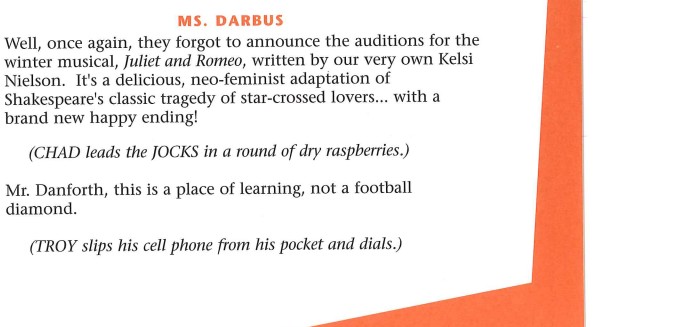 MS. DARBUS
Well, once again, they forgot to announce the auditions for the
winter musical, Juliet and Romeo, written by our very own Kelsi
Nielson.  It's a delicious, neo-feminist adaptation of
Shakespeare's classic tragedy of star-crossed lovers... with a
brand new happy ending!
(CHAD leads the JOCKS in a round of dry raspberries.)
Mr. Danforth, this is a place of learning, not a football
diamond.
(TROY slips his cell phone from his pocket and dials.)